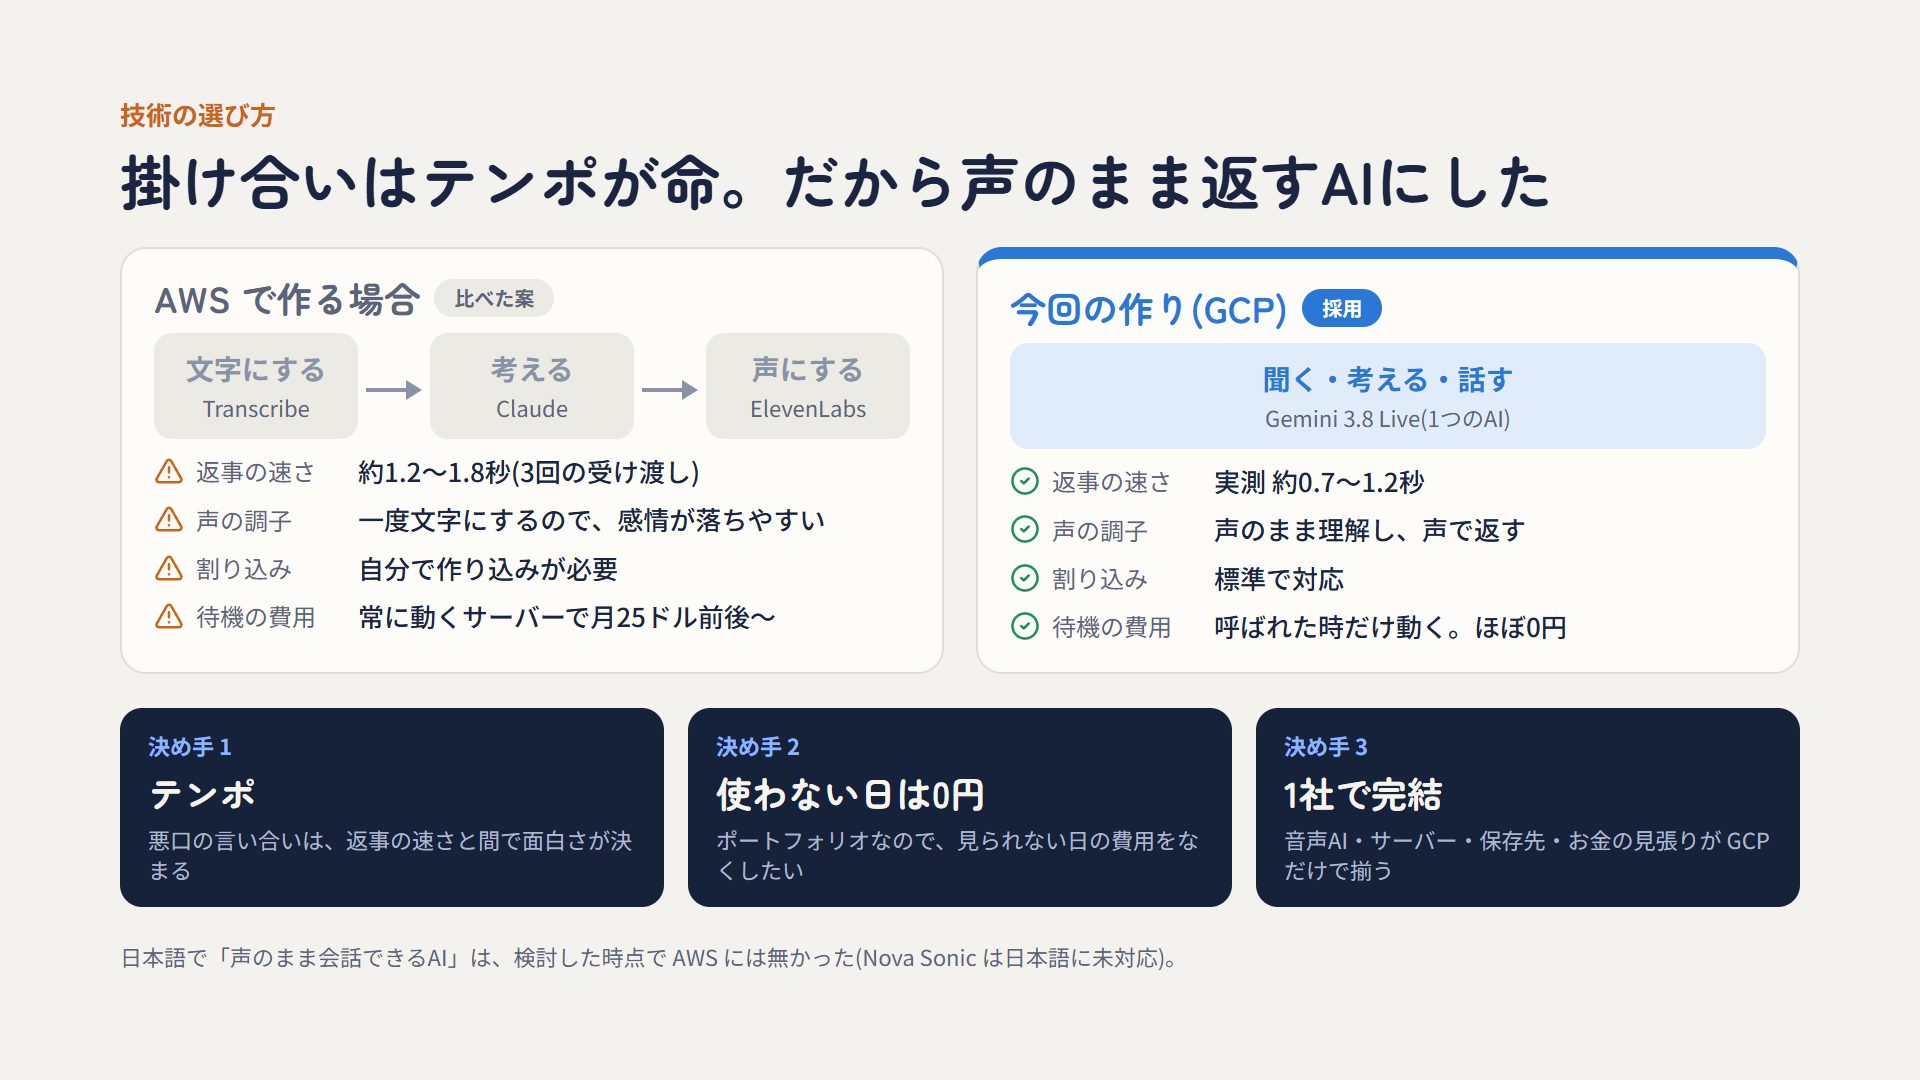 技術の選び方
掛け合いはテンポが命。だから声のまま返すAIにした
AWS で作る場合 比べた案
文字にする
Transcribe
考える
Claude
声にする
ElevenLabs
返事の速さ 約1.2〜1.8秒(3回の受け渡し)
声の調子 一度文字にするので、感情が落ちやすい
割り込み 自分で作り込みが必要
待機の費用 常に動くサーバーで月25ドル前後〜
今回の作り(GCP) 採用
聞く・考える・話す
Gemini 3.8 Live(1つのAI)
返事の速さ 実測 約0.7〜1.2秒
声の調子 声のまま理解し、声で返す
割り込み 標準で対応
待機の費用 呼ばれた時だけ動く。ほぼ0円
決め手 1
テンポ
悪口の言い合いは、返事の速さと間で面白さが決
まる
決め手 2
使わない日は0円
ポートフォリオなので、見られない日の費用をな
くしたい
決め手 3
1社で完結
音声AI・サーバー・保存先・お金の見張りが GCP
だけで揃う
日本語で「声のまま会話できるAI」は、検討した時点で AWS には無かった(Nova Sonic は日本語に未対応)。